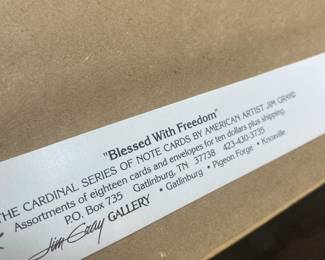 "Blessed With Freedom"
THE CARDINAL SERIES OF NOTE CARDS BY AMERICAN ARTIST JIM GRAY
Assortments of eighteen cards and envelopes for ten dollars plus shipping.
P.O. Box 735 Gatlinburg, TN 37738 423-430-3735
Jim Gray GALLERY • Gatlinburg • Pigeon Forge • Knoxville